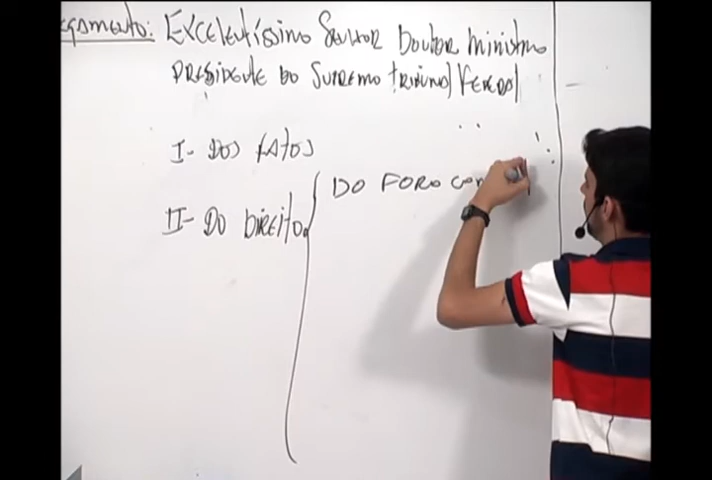 EXCELENTÍSSIMO SENHOR DOUTOR MINISTRO
PRESIDENTE DO SUPREMO TRIBUNAL FEDERAL
I- DOS FATOS
DO FORO
II- DO DIREITO